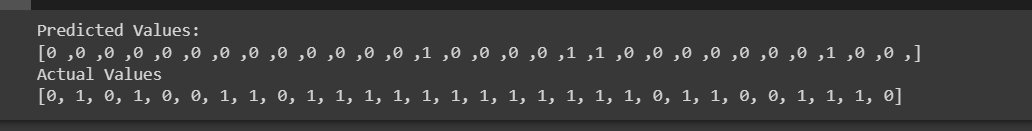 Predicted Values:
[0 ,0 ,0 ,0 ,0 ,0 ,0 ,0 ,0 ,0 ,0 ,0 ,0 ,1 ,0 ,0 ,0 ,0 ,1 ,1 ,0 ,0 ,0 ,0 ,0 ,0 ,0 ,1 ,0 ,0 ,]
Actual Values
[0, 1, 0, 1, 0, 0, 1, 1, 0, 1, 1, 1, 1, 1, 1, 1, 1, 1, 1, 1, 1, 0, 1, 1, 0, 0, 1, 1, 1, 0]